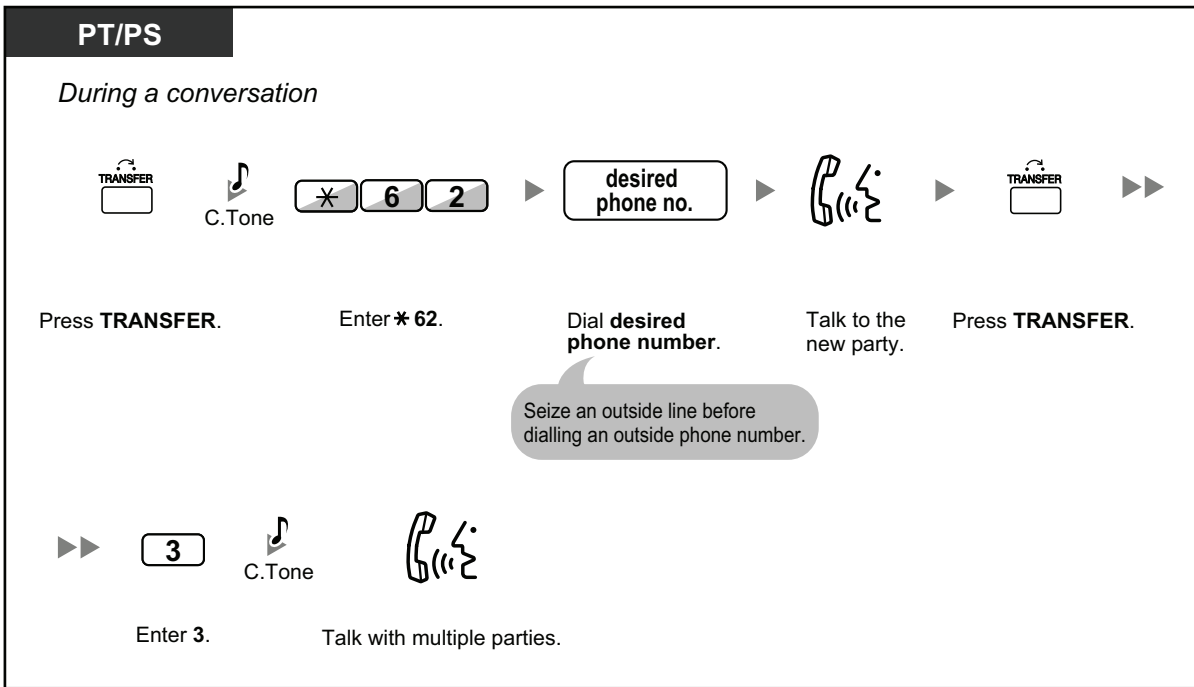 PT/PS
During a conversation
TRANSFER
C.Tone
* 6 2
desired
phone no.
TRANSFER
Press TRANSFER.
Enter * 62.
Dial desired
phone number.
Talk to the
new party.
Press TRANSFER.
Seize an outside line before
dialling an outside phone number.
3
C.Tone
Enter 3.
Talk with multiple parties.